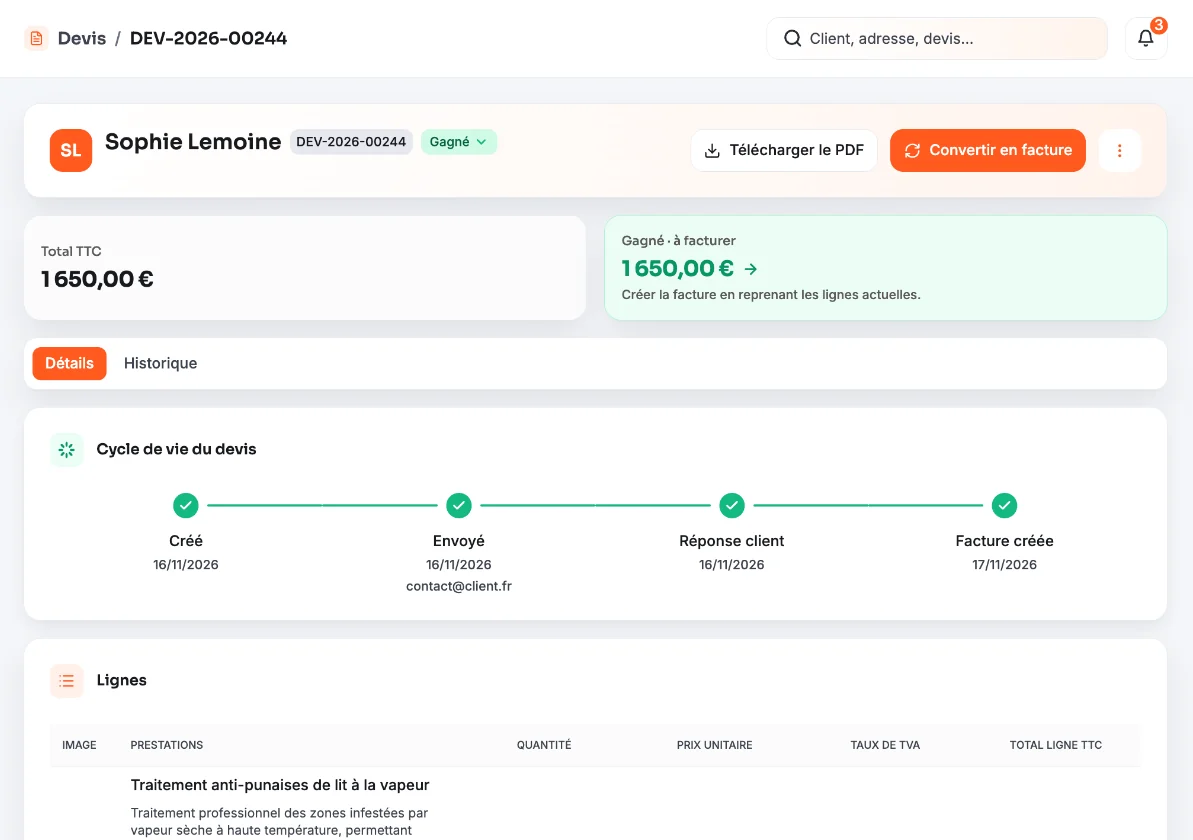 Devis / DEV-2026-00244
Client, adresse, devis...
3
SL
Sophie Lemoine
DEV-2026-00244
Gagné
Télécharger le PDF
Convertir en facture
Total TTC
1 650,00 €
Gagné · à facturer
1 650,00 € →
Créer la facture en reprenant les lignes actuelles.
Détails
Historique
Cycle de vie du devis
Créé
16/11/2026
Envoyé
16/11/2026
contact@client.fr
Réponse client
16/11/2026
Facture créée
17/11/2026
Lignes
IMAGE
PRESTATIONS
QUANTITÉ
PRIX UNITAIRE
TAUX DE TVA
TOTAL LIGNE TTC
Traitement anti-punaises de lit à la vapeur
Traitement professionnel des zones infestées par
vapeur sèche à haute température, permettant